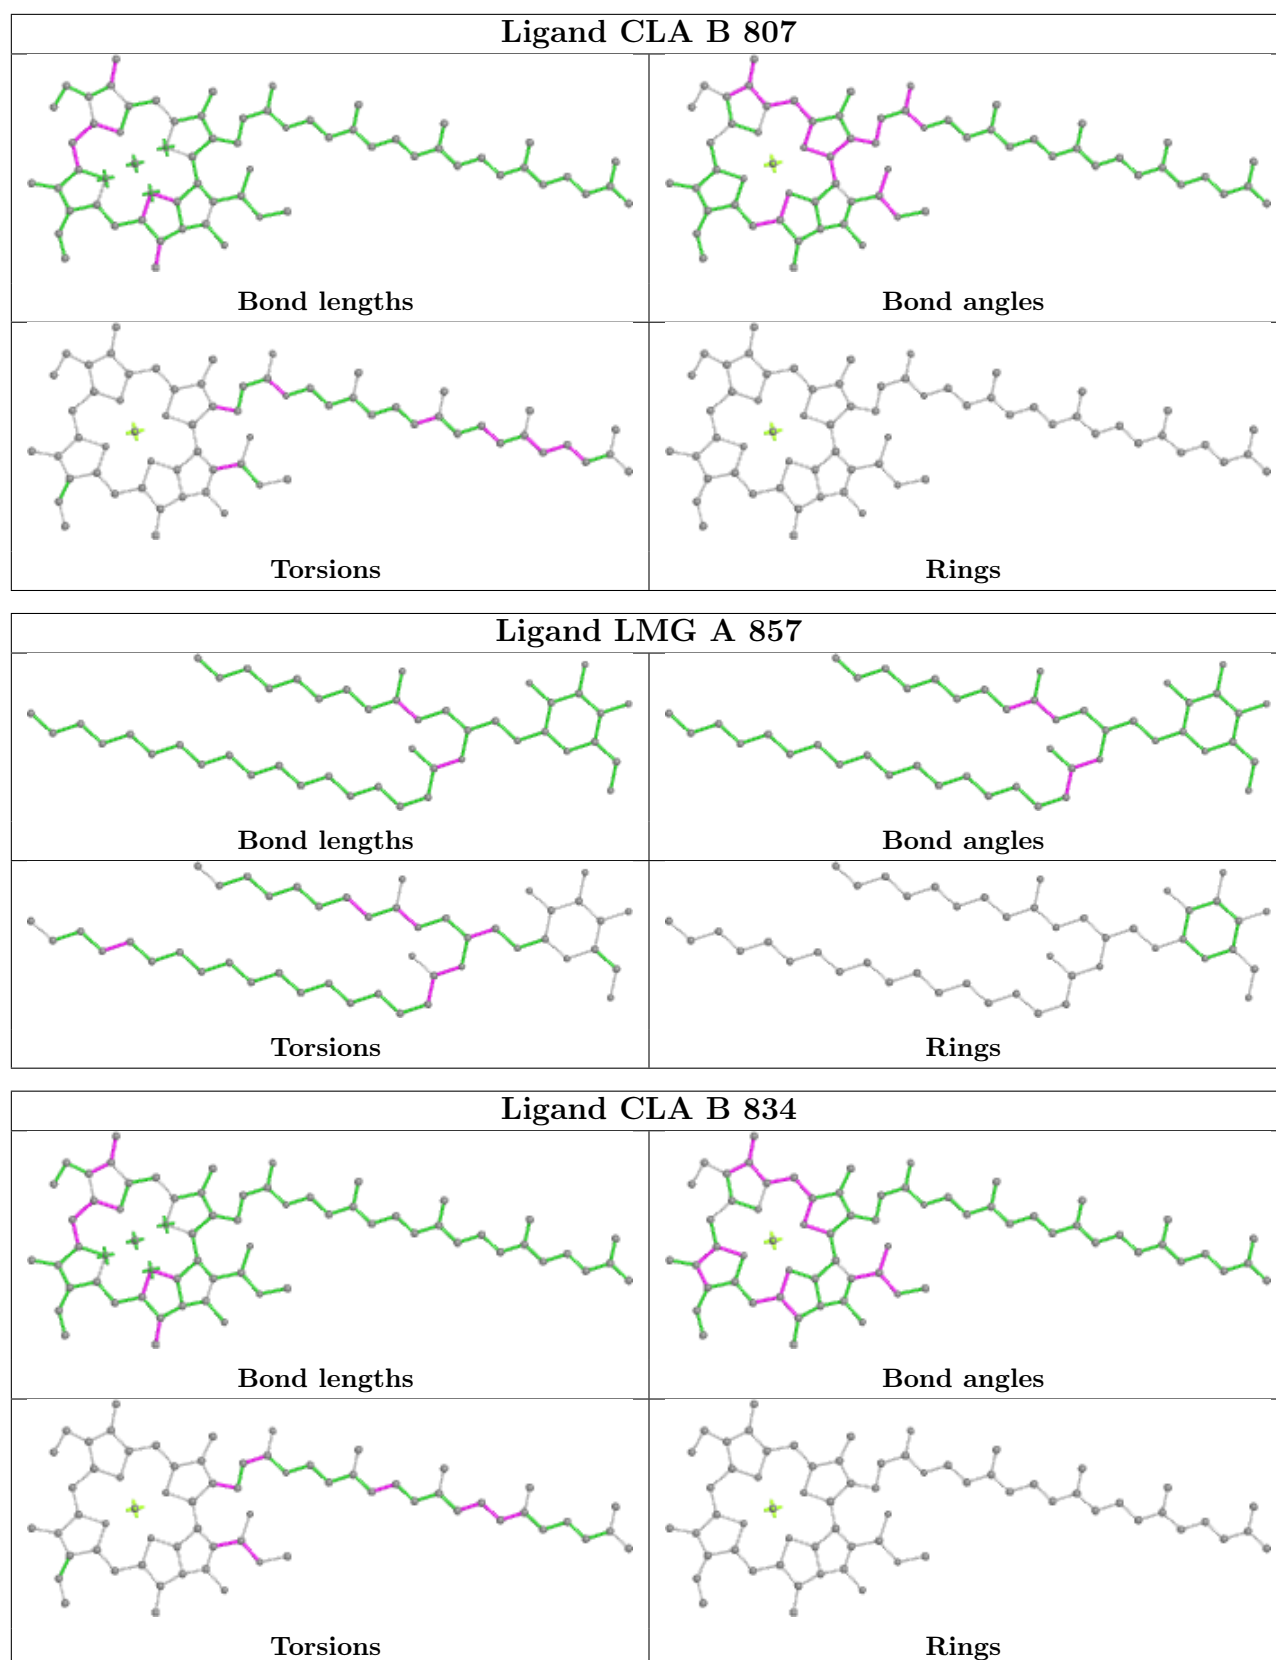 Ligand CLA B 807
Bond lengths
Bond angles
Torsions
Rings
Ligand LMG A 857
Bond lengths
Bond angles
Torsions
Rings
Ligand CLA B 834
Bond lengths
Bond angles
Torsions
Rings